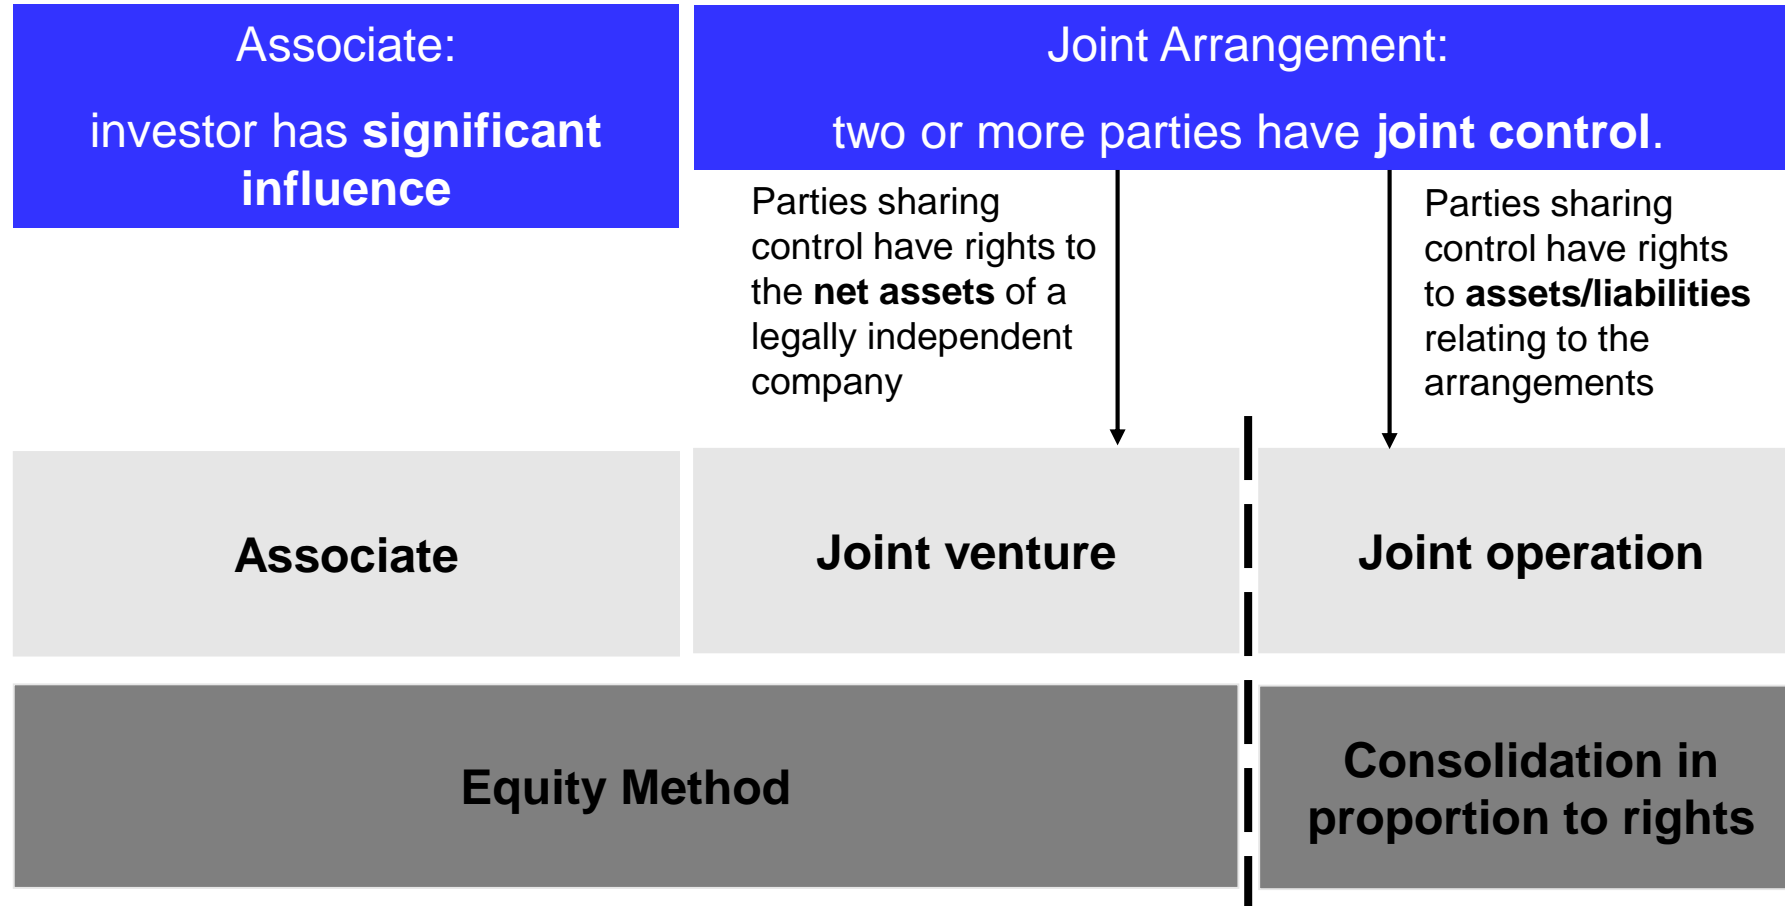 Associate:
investor has significant
influence
Joint Arrangement:
two or more parties have joint control.
Parties sharing
control have rights to
the net assets of a
legally independent
company
Parties sharing
control have rights
to assets/liabilities
relating to the
arrangements
Associate
Joint venture
Joint operation
Equity Method
Consolidation in
proportion to rights